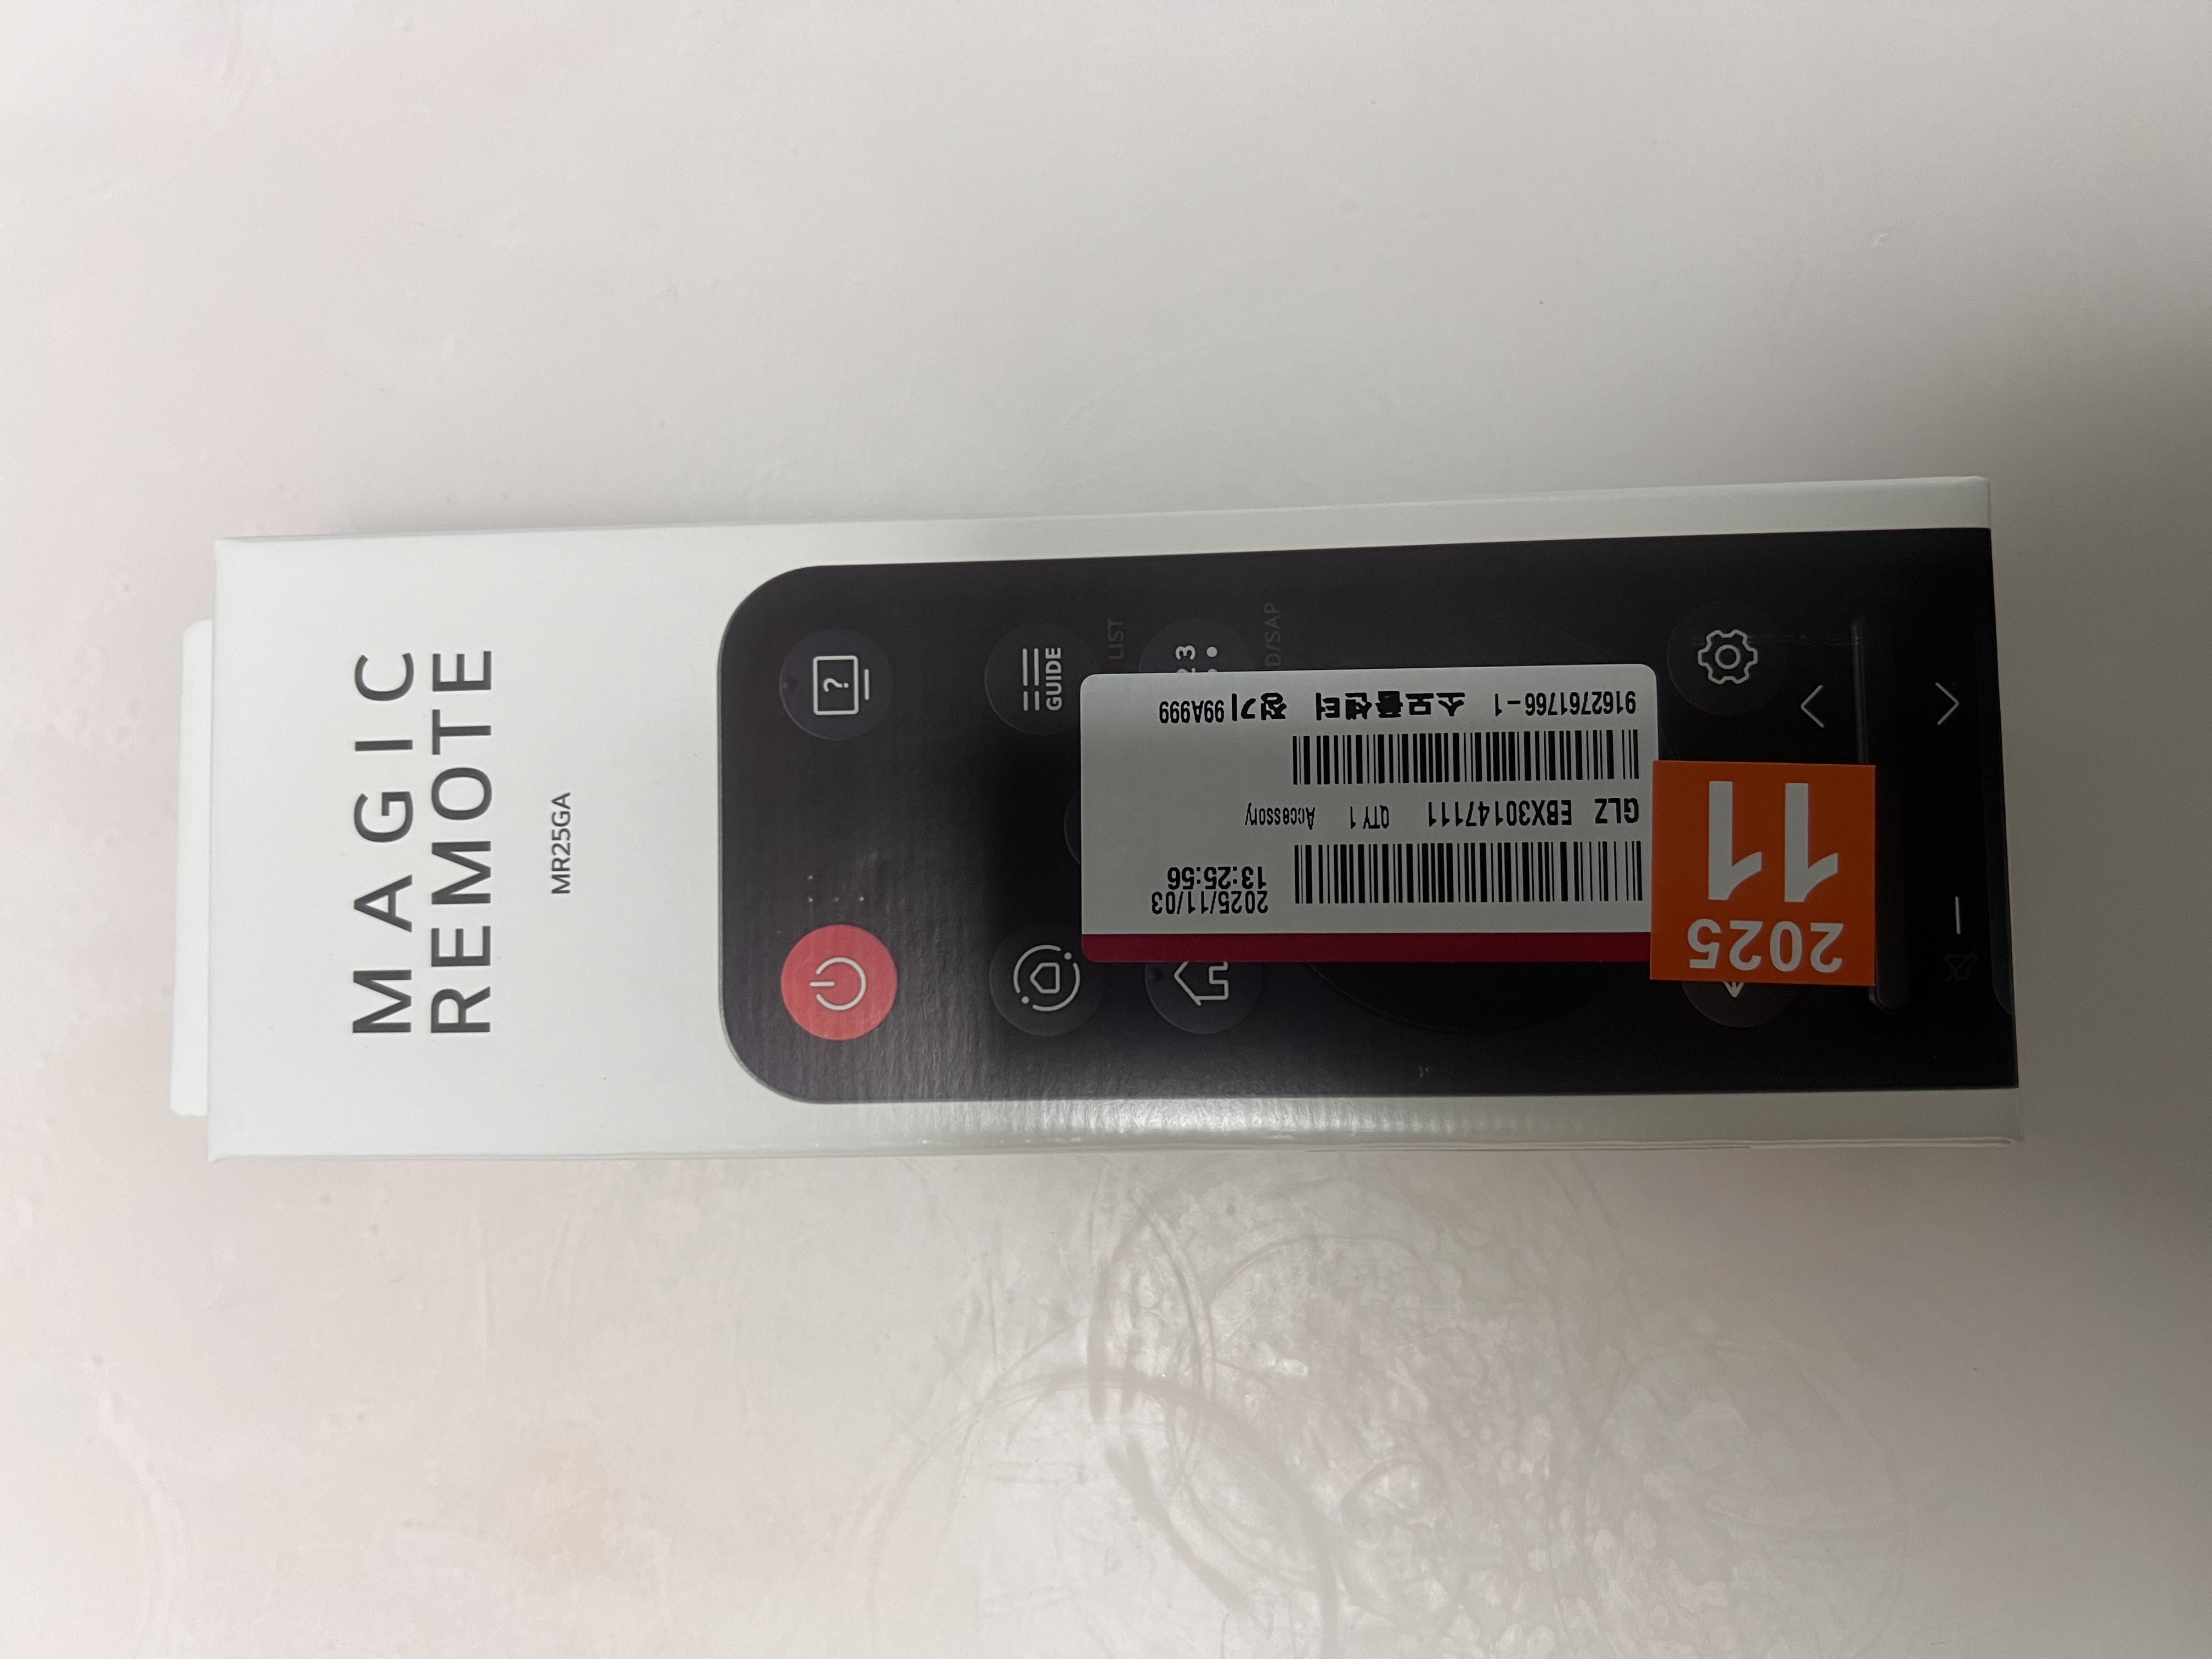 MAGIC
REMOTE
MR25GA
?
GUIDE
LIST
D/SAP
9162761766-1 소모품센터 정기 99A999
GLZ EBX30147111 QTY 1 Accessory
2025/11/03
13:25:56
2025
11